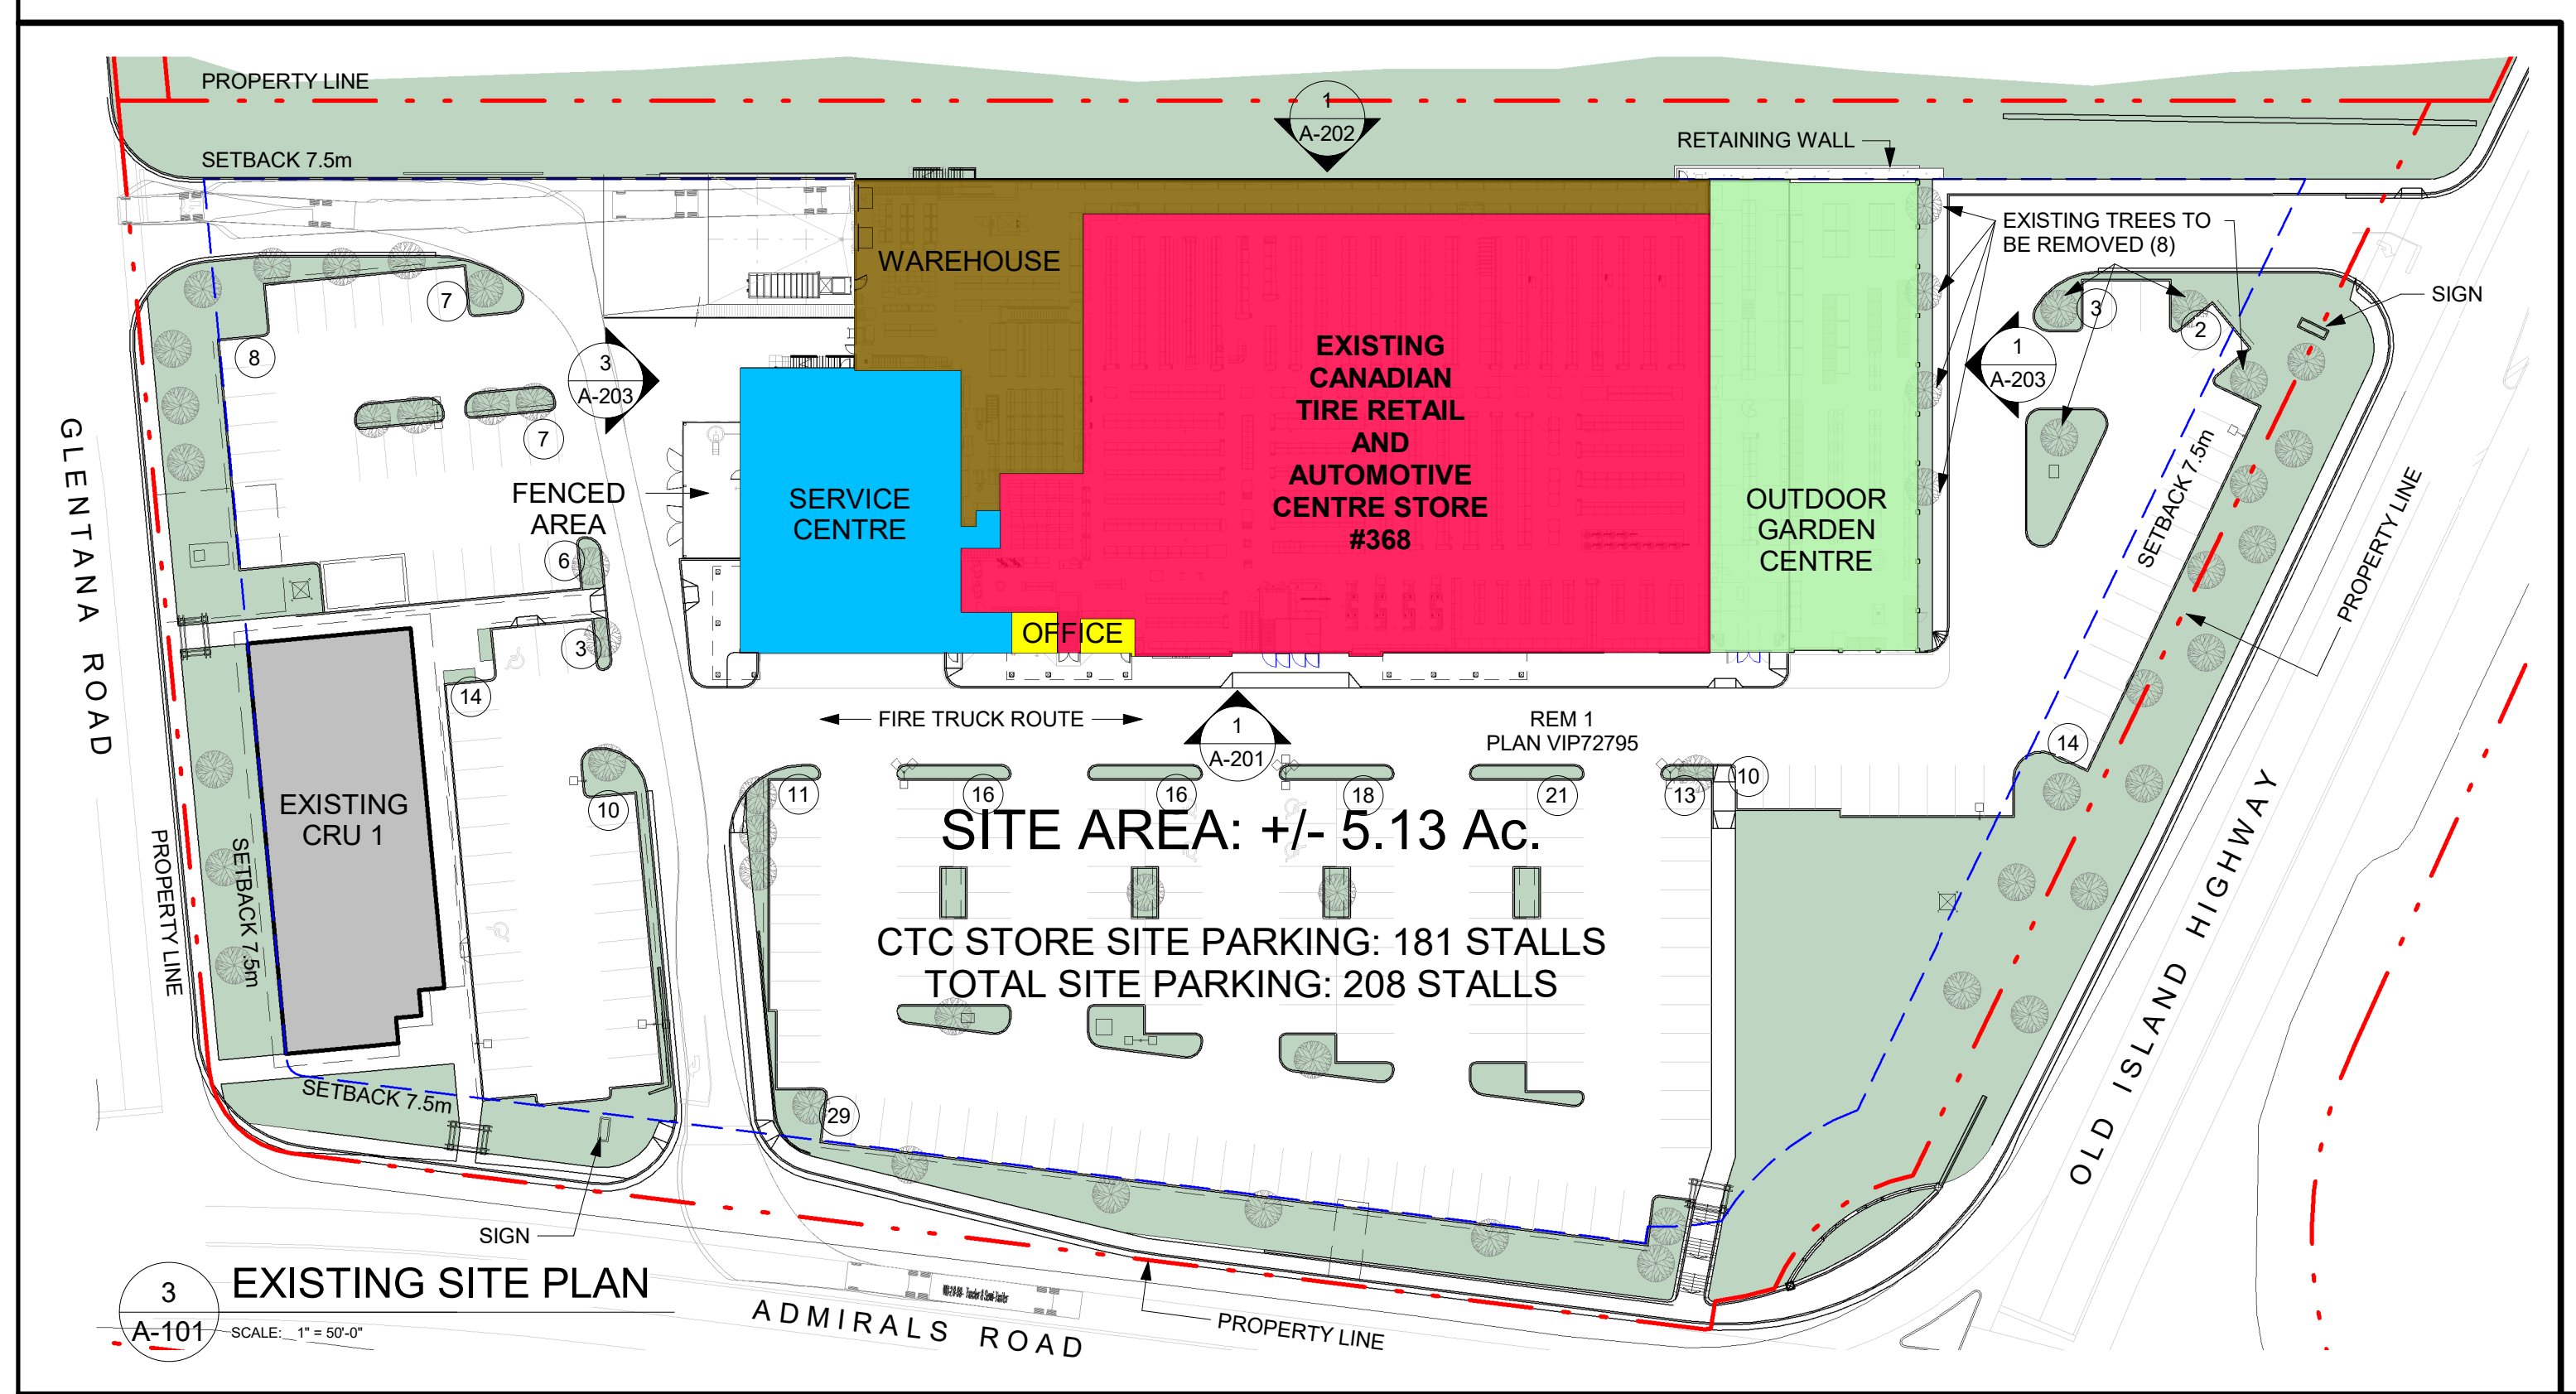 PROPERTY LINE
1
A-202
RETAINING WALL
SETBACK 7.5m
EXISTING TREES TO
BE REMOVED (8)
SIGN
WAREHOUSE
7
8
3
A-203
7
3
2
1
A-203
EXISTING
CANADIAN
TIRE RETAIL
AND
AUTOMOTIVE
CENTRE STORE
#368
SETBACK 7.5m
PROPERTY LINE
GLENTANA ROAD
FENCED
AREA
SERVICE
CENTRE
OUTDOOR
GARDEN
CENTRE
6
3
OFFICE
14
FIRE TRUCK ROUTE
1
A-201
REM 1
PLAN VIP72795
14
10
11
16
16
18
21
13
10
EXISTING
CRU 1
SITE AREA: +/- 5.13 Ac.
PROPERTY LINE
SETBACK 7.5m
CTC STORE SITE PARKING: 181 STALLS
TOTAL SITE PARKING: 208 STALLS
OLD ISLAND HIGHWAY
SETBACK 7.5m
29
SIGN
3
A-101
EXISTING SITE PLAN
SCALE: 1" = 50'-0"
ADMIRALS ROAD
PROPERTY LINE